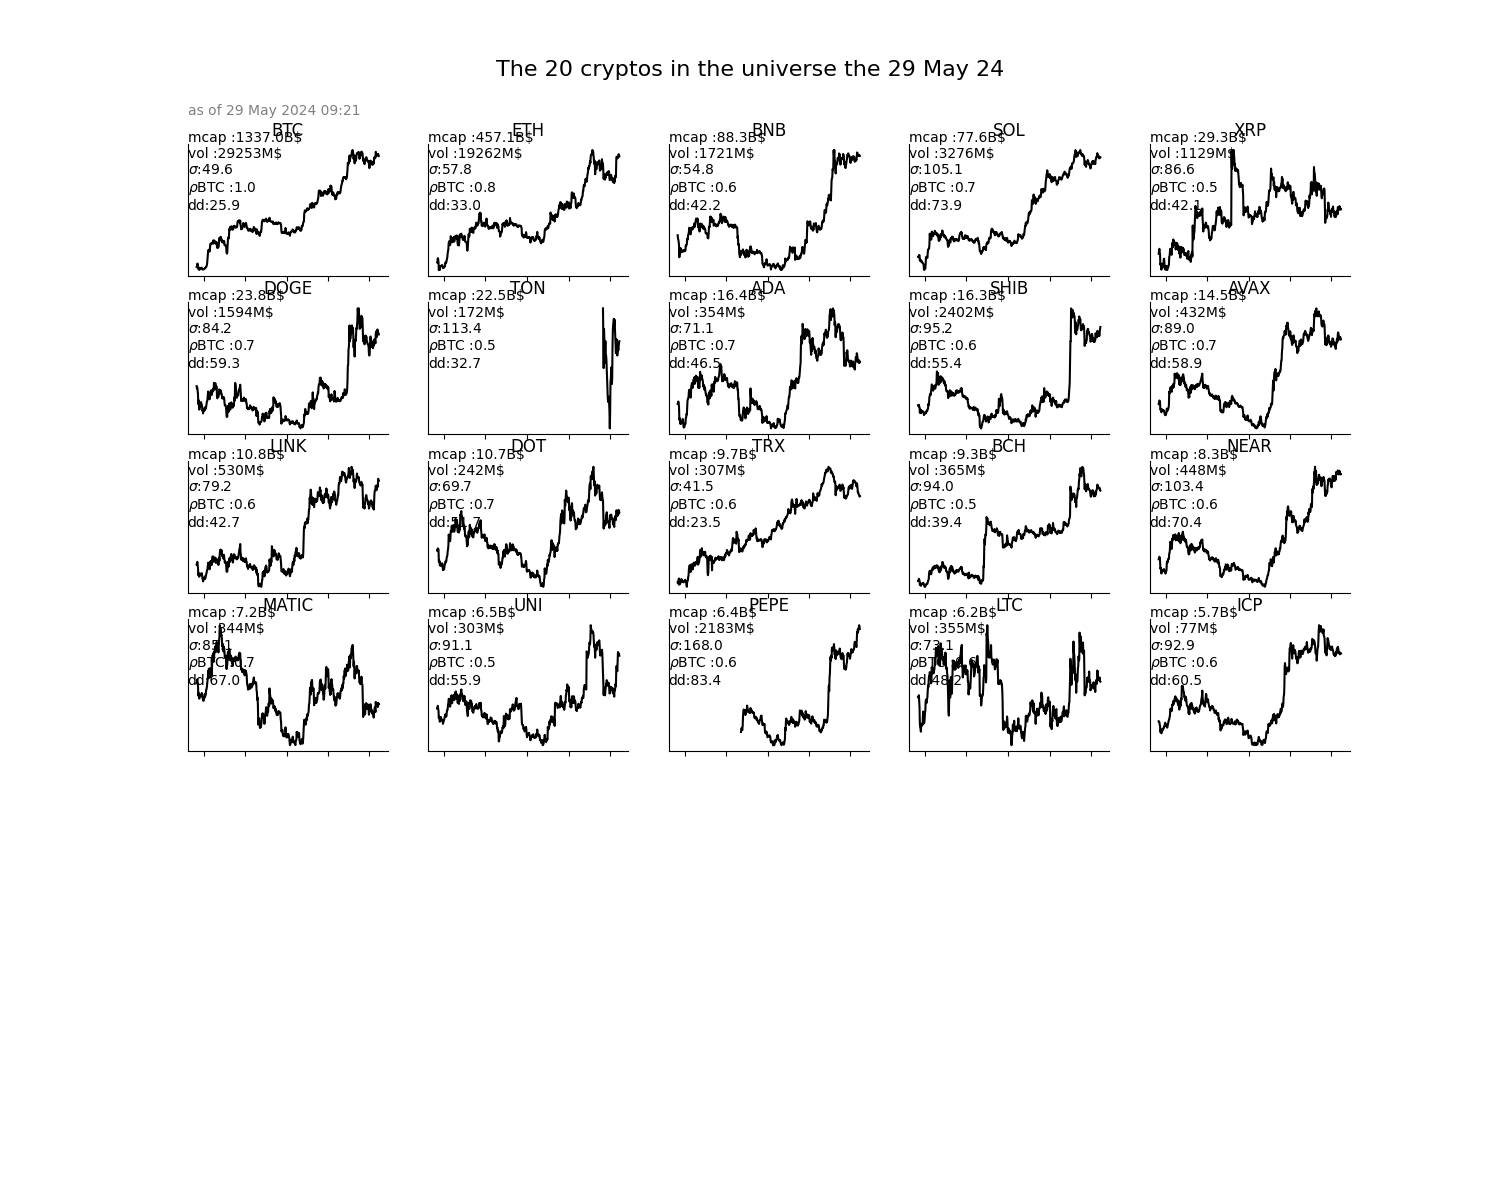 The 20 cryptos in the universe the 29 May 24
as of 29 May 2024 09:21
BTC
mcap :1337.0B$
vol :29253M$
σ:49.6
ρBTC :1.0
dd:25.9
ETH
mcap :457.1B$
vol :19262M$
σ:57.8
ρBTC :0.8
dd:33.0
BNB
mcap :88.3B$
vol :1721M$
σ:54.8
ρBTC :0.6
dd:42.2
SOL
mcap :77.6B$
vol :3276M$
σ:105.1
ρBTC :0.7
dd:73.9
XRP
mcap :29.3B$
vol :1129M$
σ:86.6
ρBTC :0.5
dd:42.1
DOGE
mcap :23.8B$
vol :1594M$
σ:84.2
ρBTC :0.7
dd:59.3
TON
mcap :22.5B$
vol :172M$
σ:113.4
ρBTC :0.5
dd:32.7
ADA
mcap :16.4B$
vol :354M$
σ:71.1
ρBTC :0.7
dd:46.5
SHIB
mcap :16.3B$
vol :2402M$
σ:95.2
ρBTC :0.6
dd:55.4
AVAX
mcap :14.5B$
vol :432M$
σ:89.0
ρBTC :0.7
dd:58.9
LINK
mcap :10.8B$
vol :530M$
σ:79.2
ρBTC :0.6
dd:42.7
DOT
mcap :10.7B$
vol :242M$
σ:69.7
ρBTC :0.7
TRX
mcap :9.7B$
vol :307M$
σ:41.5
ρBTC :0.6
dd:23.5
BCH
mcap :9.3B$
vol :365M$
σ:94.0
ρBTC :0.5
dd:39.4
NEAR
mcap :8.3B$
vol :448M$
σ:103.4
ρBTC :0.6
dd:70.4
MATIC
mcap :7.2B$
vol
ρBTC :0.7
dd:67.0
UNI
mcap :6.5B$
vol :303M$
σ:91.1
ρBTC :0.5
dd:55.9
PEPE
mcap :6.4B$
vol :2183M$
σ:168.0
ρBTC :0.6
dd:83.4
LTC
mcap :6.2B$
vol :355M$
σ:73.1
ρBTC
dd:48.2
ICP
mcap :5.7B$
vol :77M$
σ:92.9
ρBTC :0.6
dd:60.5